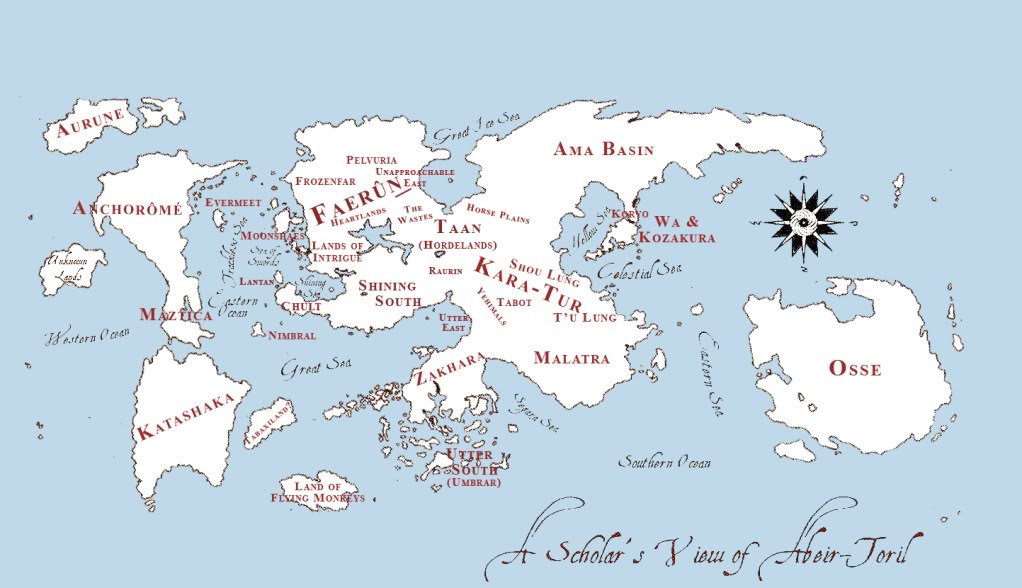 AURUNE
Great Ice Sea
AMA BASIN
PELVURIA
UNAPPROACHABLE
EAST
FROZENFAR
FAERÛN
HEARTLANDS
THE
WASTES
HORSE PLAINS
ANCHORÔMÉ
EVERMEET
MOONSHAES
Trackless Sea
Sea of
Swords
LANDS OF
INTRIGUE
TAAN
(HORDELANDS)
Yellow Sea
KORYO
WA &
KOZAKURA
Celestial Sea
Unknown
Lands
LANTAN
Shining
Sea
RAURIN
SHOU LUNG
KARA-TUR
SHINING
SOUTH
CHULT
Eastern
Ocean
YEHIMALS
TABOT
T'U LUNG
MAZTICA
UTTER
EAST
NIMBRAL
Western Ocean
Great Sea
ZAKHARA
MALATRA
Eastern Sea
OSSE
KATASHAKA
TABAXILAND?
UTTER
SOUTH
(UMBRAR)
Southern Ocean
LAND OF
FLYING MONKEYS
A Scholar's View of Abeir-Toril